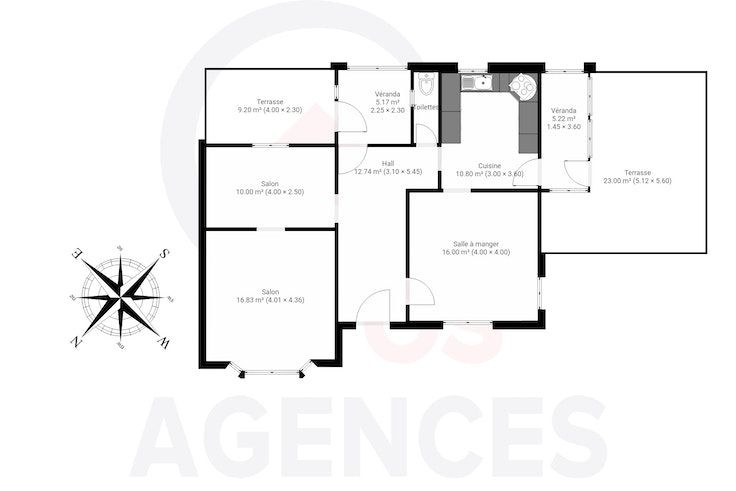 Terrasse
9.20 m² (4.00 × 2.30)
Véranda
5.17 m²
2.25 × 2.30
Toilettes
Véranda
5.22 m²
1.45 × 3.60
Hall
12.74 m² (3.10 × 5.45)
Cuisine
10.80 m² (3.00 × 3.60)
Terrasse
23.00 m² (5.12 × 5.60)
Salon
10.00 m² (4.00 × 2.50)
Salle à manger
16.00 m² (4.00 × 4.00)
Salon
16.83 m² (4.01 × 4.36)
E
S
N
W
AGENCES